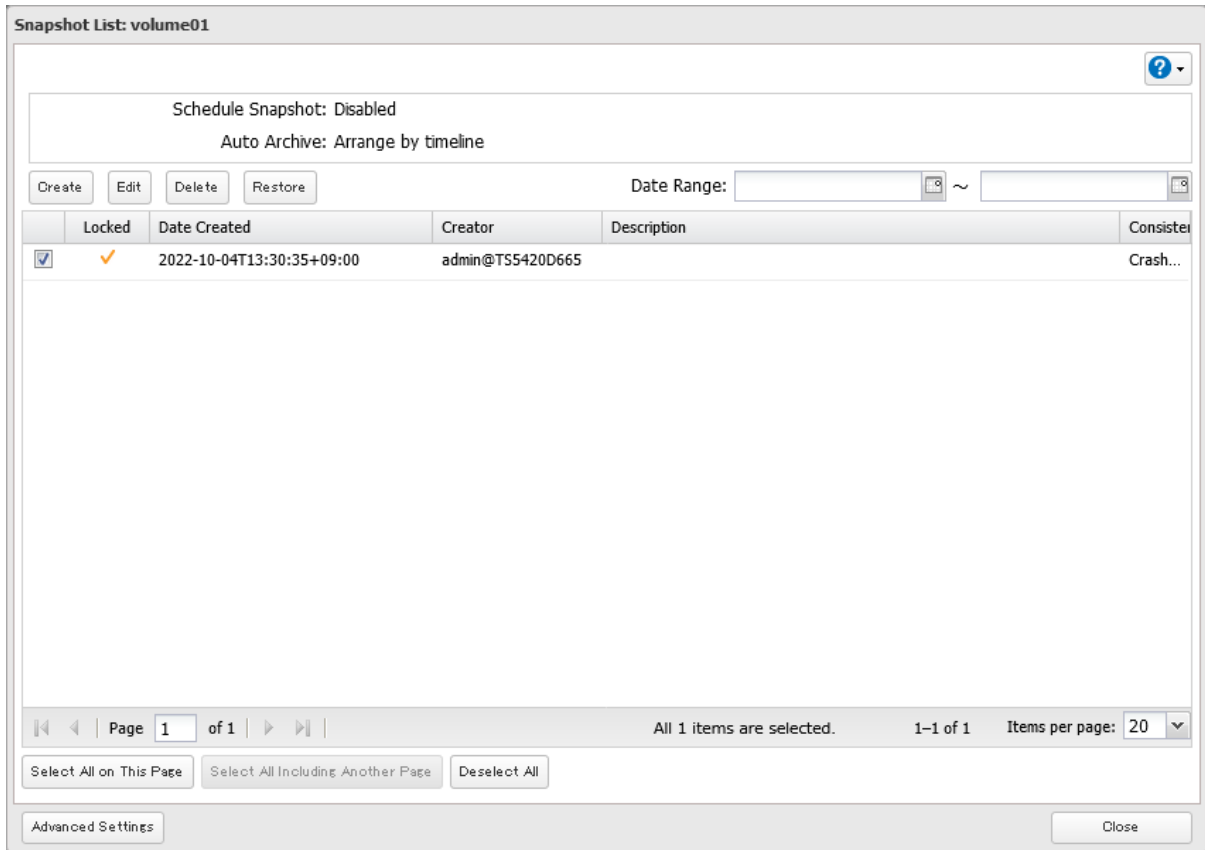 Snapshot List: volume01
?
Schedule Snapshot: Disabled
Auto Archive: Arrange by timeline
Create Edit Delete Restore Date Range: ~
Locked Date Created Creator Description Consister
2022-10-04T13:30:35+09:00 admin@TS5420D665 Crash...
Page 1 of 1 All 1 items are selected. 1–1 of 1 Items per page: 20
Select All on This Page Select All Including Another Page Deselect All
Advanced Settings Close